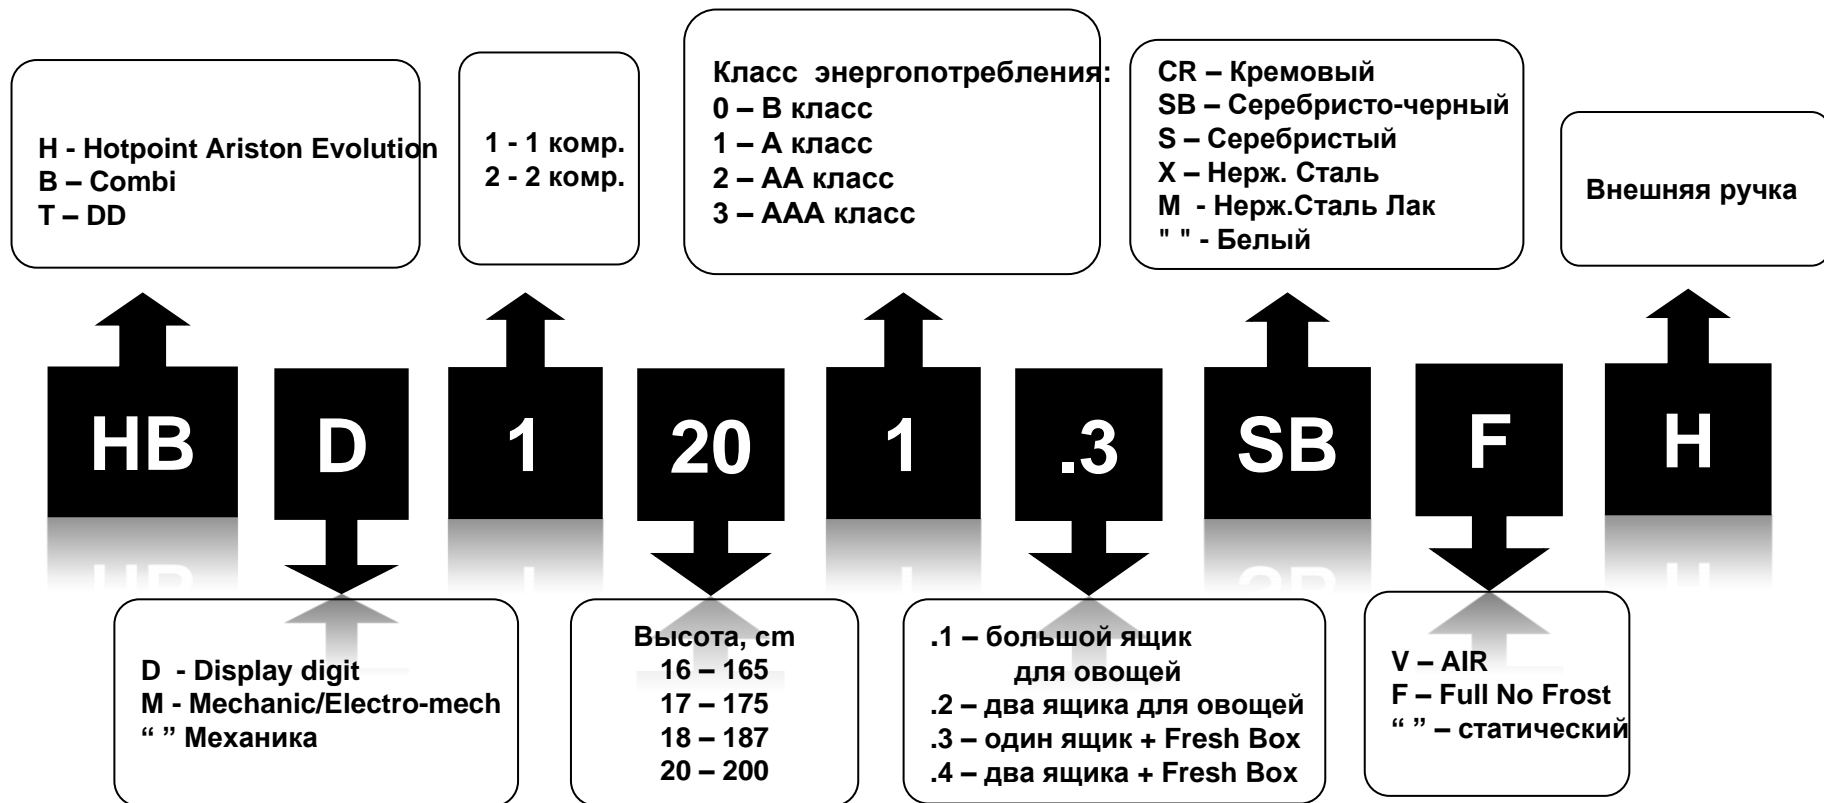 H - Hotpoint Ariston Evolution
B – Combi
T – DD
1 - 1 комр.
2 - 2 комр.
Класс энергопотребления:
0 – В класс
1 – А класс
2 – АА класс
3 – ААА класс
CR – Кремовый
SB – Серебристо-черный
S – Серебристый
X – Нерж. Сталь
M - Нерж.Сталь Лак
" " - Белый
Внешняя ручка
HB D 1 20 1 .3 SB F H
D - Display digit
M - Mechanic/Electro-mech
“ ” Механика
Высота, cm
16 – 165
17 – 175
18 – 187
20 – 200
.1 – большой ящик
для овощей
.2 – два ящика для овощей
.3 – один ящик + Fresh Box
.4 – два ящика + Fresh Box
V – AIR
F – Full No Frost
“ ” – статический